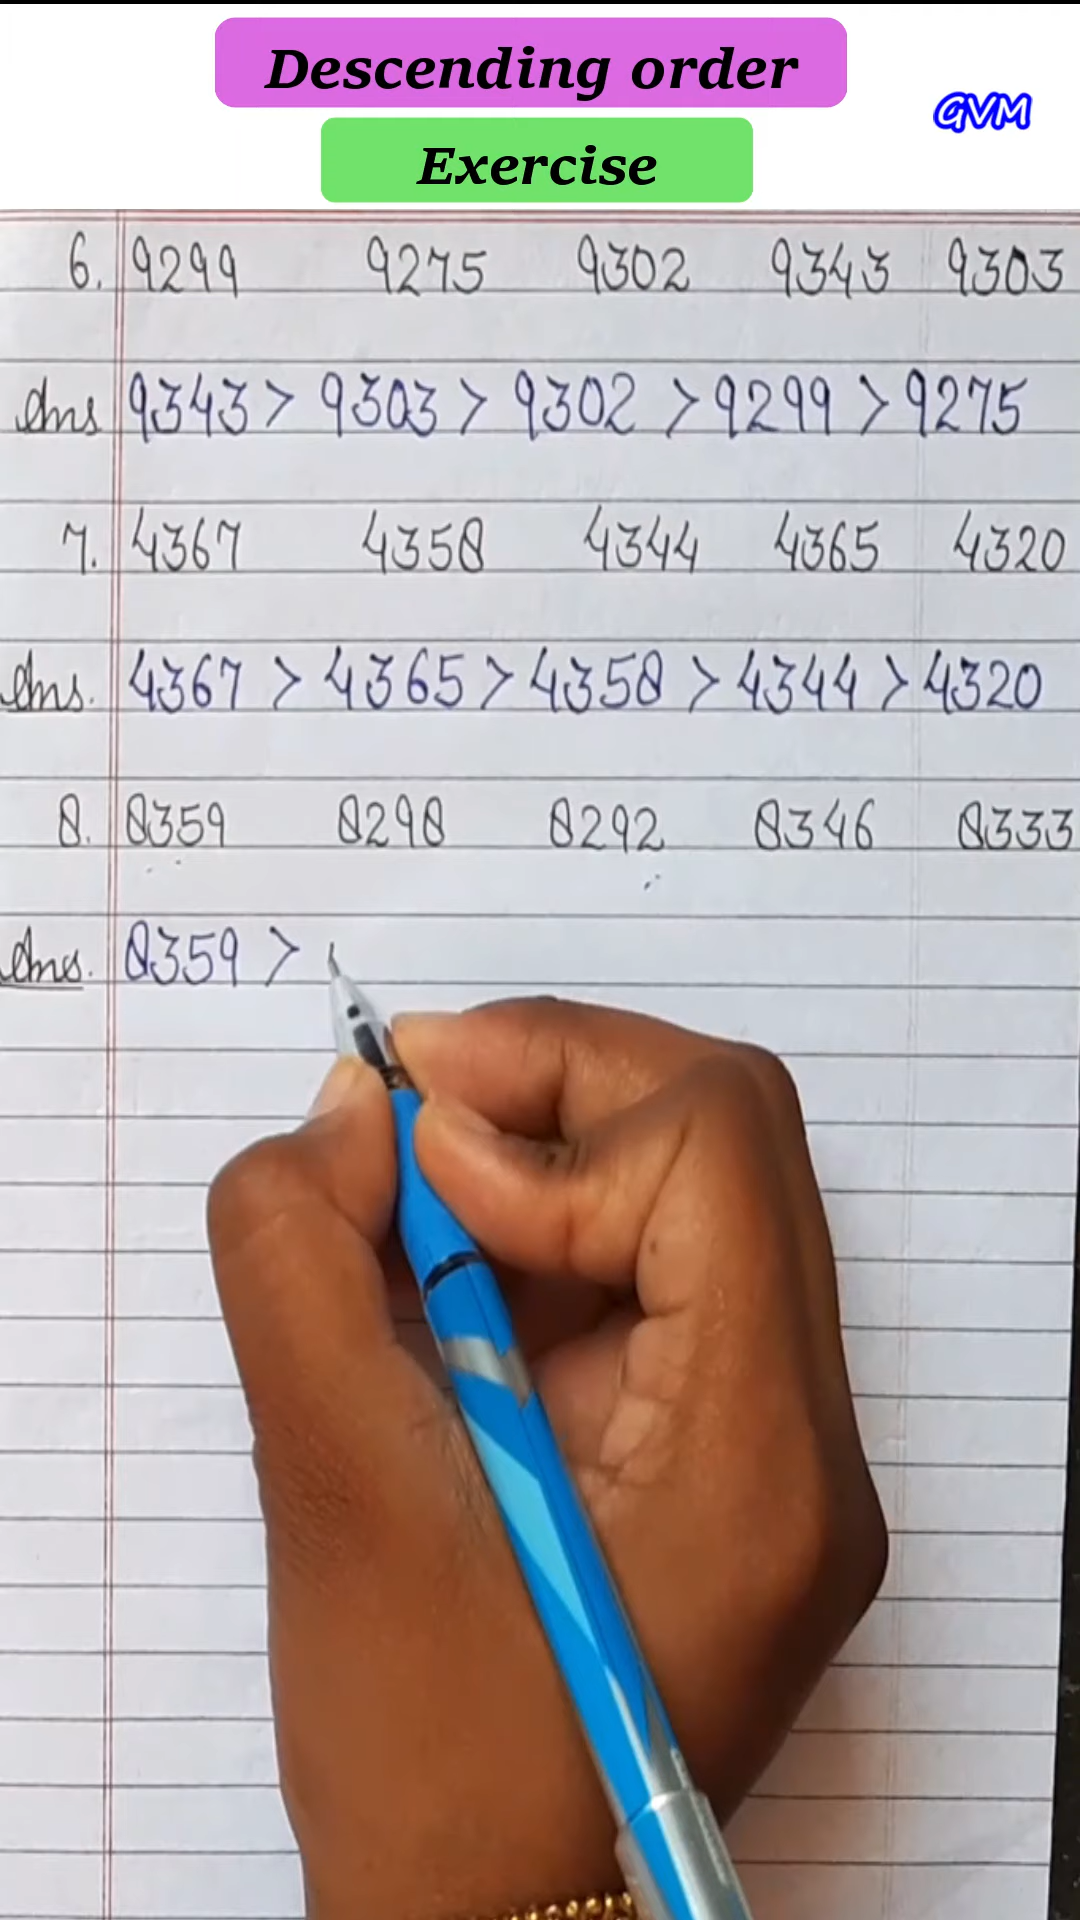 Descending order
GVM
Exercise
6. 9299 9275 9302 9343 9303
Ans 9343 > 9303 > 9302 > 9299 > 9275
7. 4367 4358 4344 4365 4320
Ans. 4367 > 4365 > 4358 > 4344 > 4320
8. 8359 8298 8292 8346 8333
Ans. 8359 >